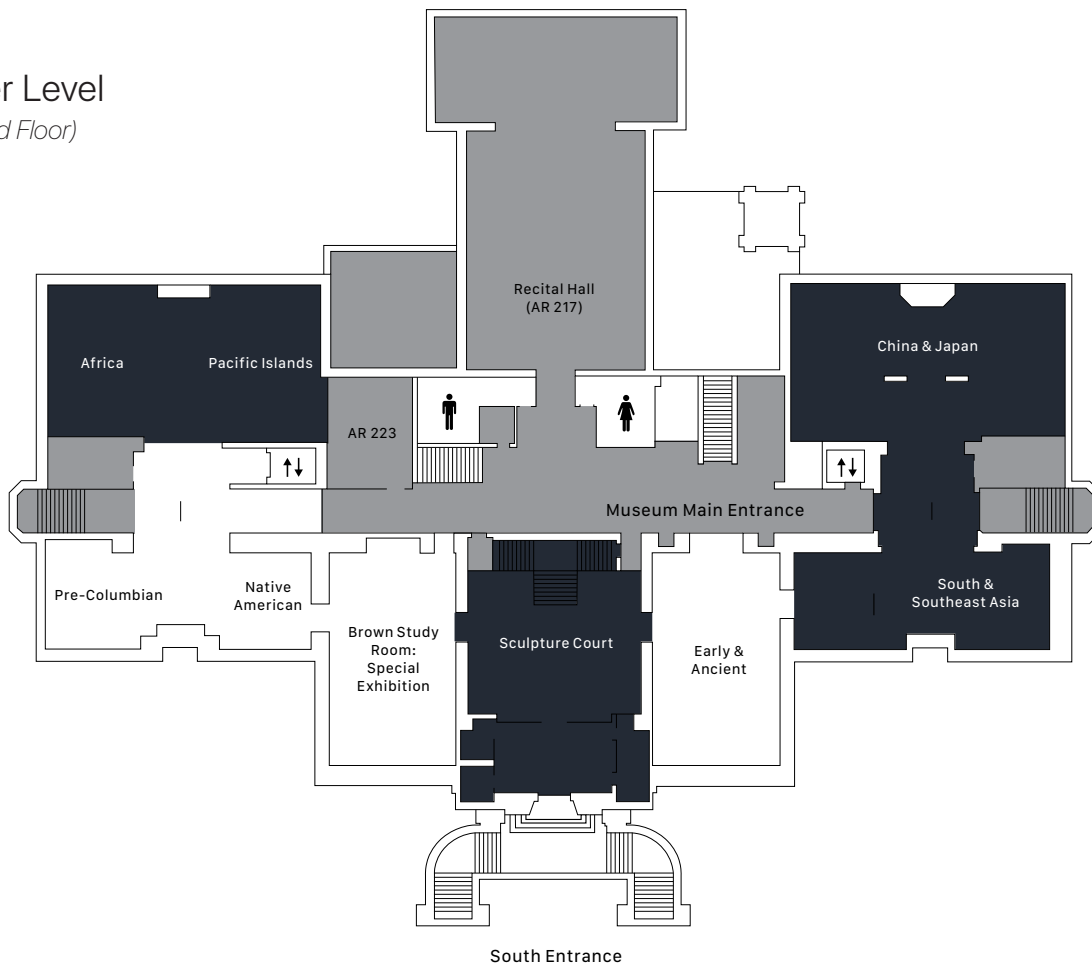 r Level
d Floor)
Recital Hall
(AR 217)
Africa
Pacific Islands
China & Japan
AR 223
Museum Main Entrance
Pre-Columbian
Native
American
South &
Southeast Asia
Brown Study
Room:
Special
Exhibition
Sculpture Court
Early &
Ancient
South Entrance